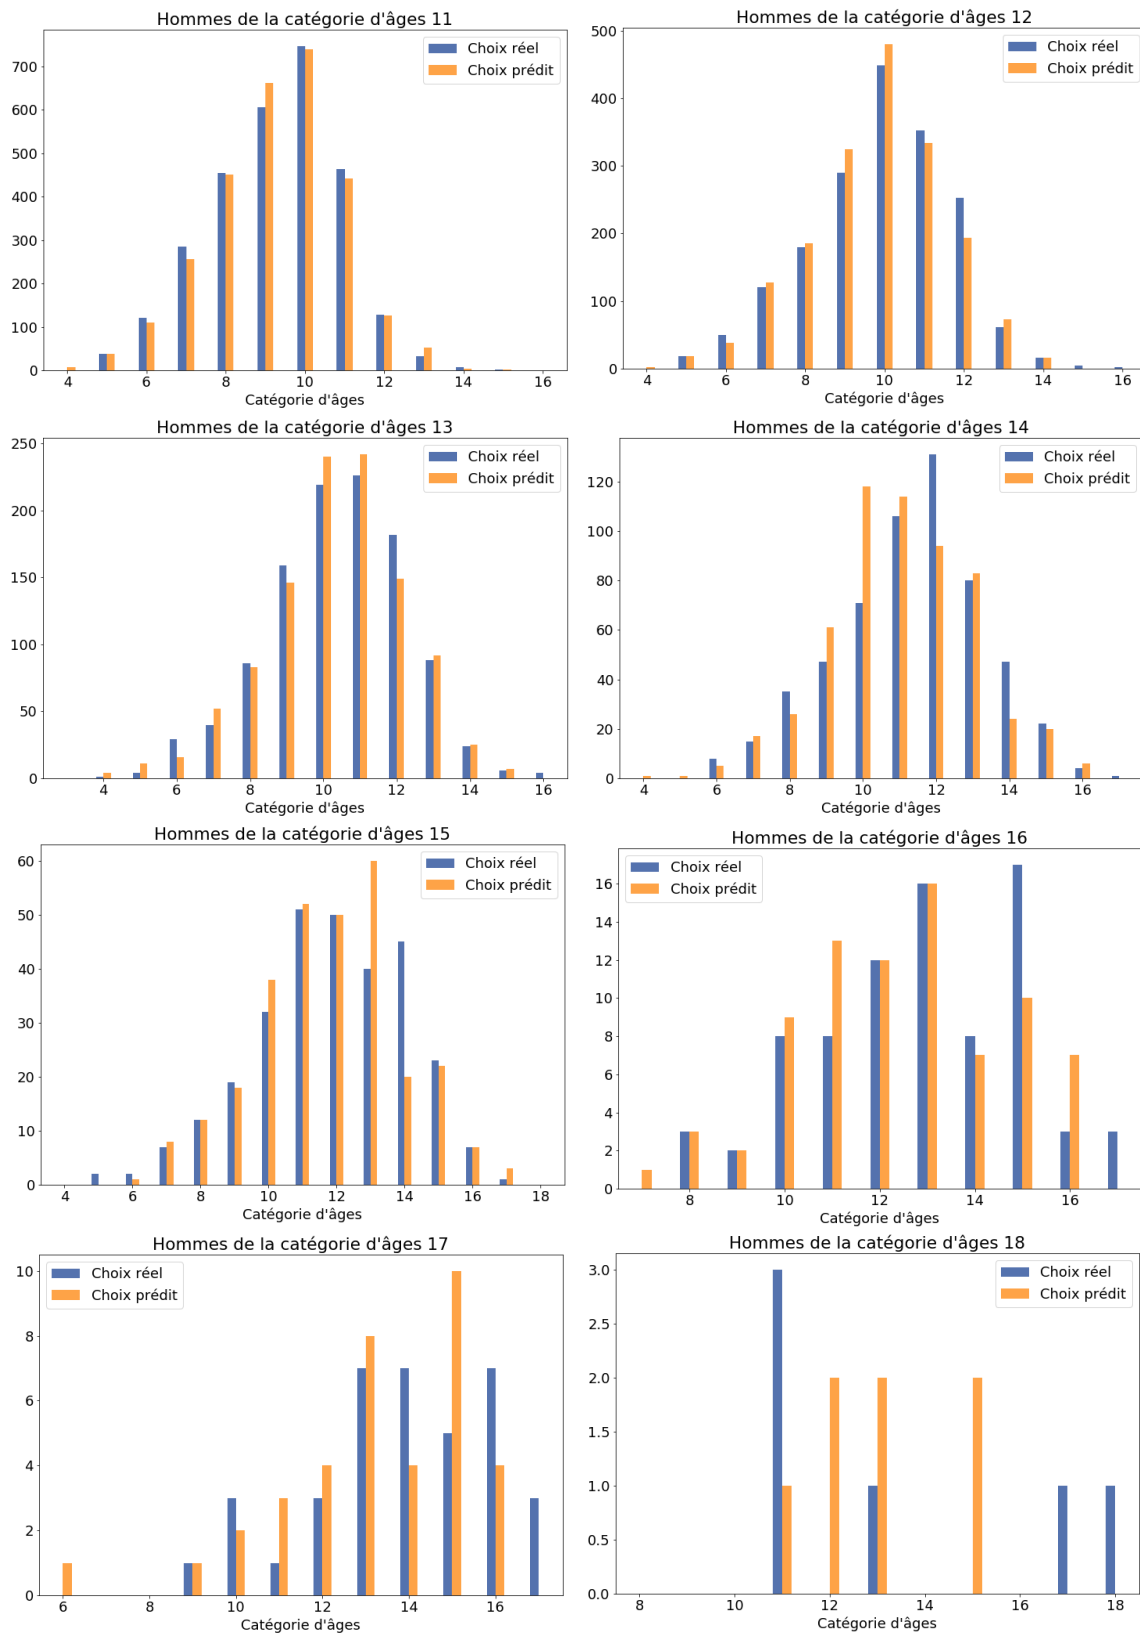 Hommes de la catégorie d'âges 11
Choix réel
Choix prédit
700
600
500
400
300
200
100
0
4 6 8 10 12 14 16
Catégorie d'âges
Hommes de la catégorie d'âges 12
Choix réel
Choix prédit
500
400
300
200
100
0
4 6 8 10 12 14 16
Catégorie d'âges
Hommes de la catégorie d'âges 13
Choix réel
Choix prédit
250
200
150
100
50
0
4 6 8 10 12 14 16
Catégorie d'âges
Hommes de la catégorie d'âges 14
Choix réel
Choix prédit
120
100
80
60
40
20
0
4 6 8 10 12 14 16
Catégorie d'âges
Hommes de la catégorie d'âges 15
Choix réel
Choix prédit
60
50
40
30
20
10
0
4 6 8 10 12 14 16 18
Catégorie d'âges
Hommes de la catégorie d'âges 16
Choix réel
Choix prédit
16
14
12
10
8
6
4
2
0
8 10 12 14 16
Catégorie d'âges
Hommes de la catégorie d'âges 17
Choix réel
Choix prédit
10
8
6
4
2
0
6 8 10 12 14 16
Catégorie d'âges
Hommes de la catégorie d'âges 18
Choix réel
Choix prédit
3.0
2.5
2.0
1.5
1.0
0.5
0.0
8 10 12 14 16 18
Catégorie d'âges